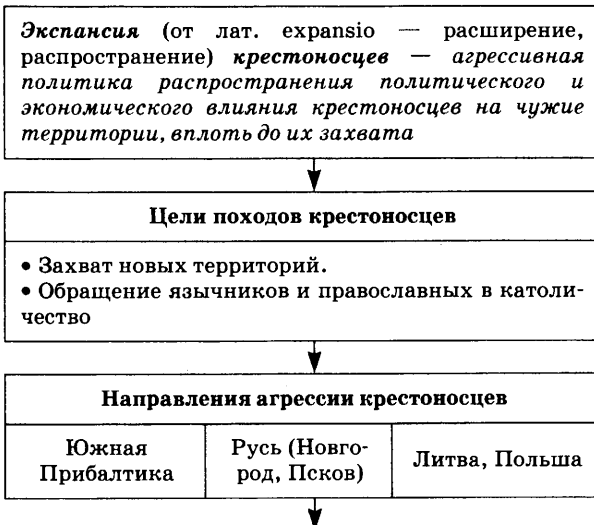 Экспансия (от лат. expansio — расширение,
распространение) крестоносцев — агрессивная
политика распространения политического и
экономического влияния крестоносцев на чужие
территории, вплоть до их захвата
Цели походов крестоносцев
• Захват новых территорий.
• Обращение язычников и православных в католи-
чество
Направления агрессии крестоносцев
Южная
Прибалтика
Русь (Новго-
род, Псков)
Литва, Польша